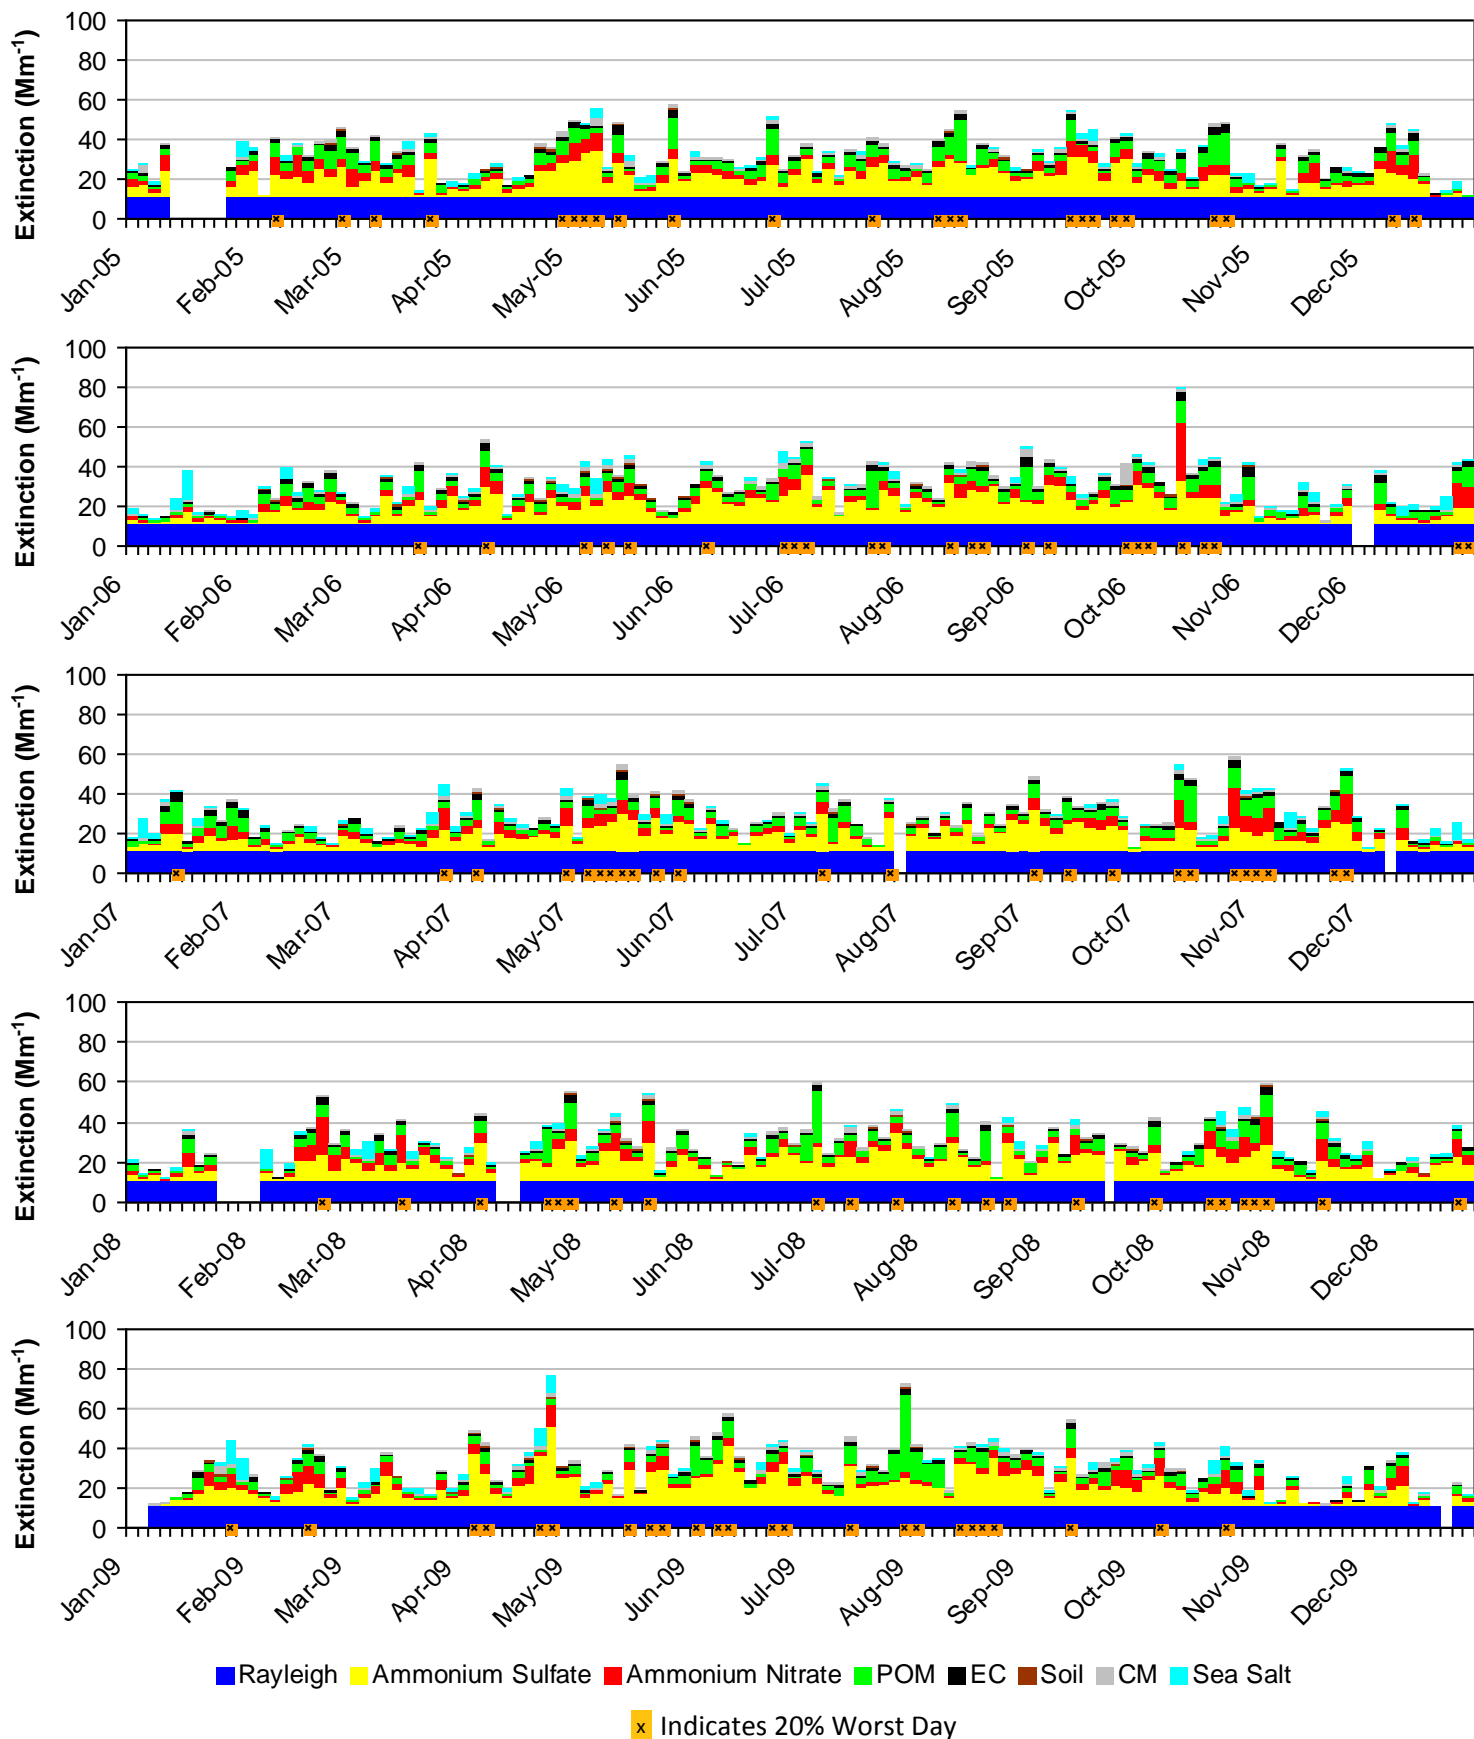 Extinction (Mm⁻¹)
100
80
60
40
20
0
Jan-05
Feb-05
Mar-05
Apr-05
May-05
Jun-05
Jul-05
Aug-05
Sep-05
Oct-05
Nov-05
Dec-05
Extinction (Mm⁻¹)
100
80
60
40
20
0
Jan-06
Feb-06
Mar-06
Apr-06
May-06
Jun-06
Jul-06
Aug-06
Sep-06
Oct-06
Nov-06
Dec-06
Extinction (Mm⁻¹)
100
80
60
40
20
0
Jan-07
Feb-07
Mar-07
Apr-07
May-07
Jun-07
Jul-07
Aug-07
Sep-07
Oct-07
Nov-07
Dec-07
Extinction (Mm⁻¹)
100
80
60
40
20
0
Jan-08
Feb-08
Mar-08
Apr-08
May-08
Jun-08
Jul-08
Aug-08
Sep-08
Oct-08
Nov-08
Dec-08
Extinction (Mm⁻¹)
100
80
60
40
20
0
Jan-09
Feb-09
Mar-09
Apr-09
May-09
Jun-09
Jul-09
Aug-09
Sep-09
Oct-09
Nov-09
Dec-09
Rayleigh Ammonium Sulfate Ammonium Nitrate POM EC Soil CM Sea Salt
x Indicates 20% Worst Day